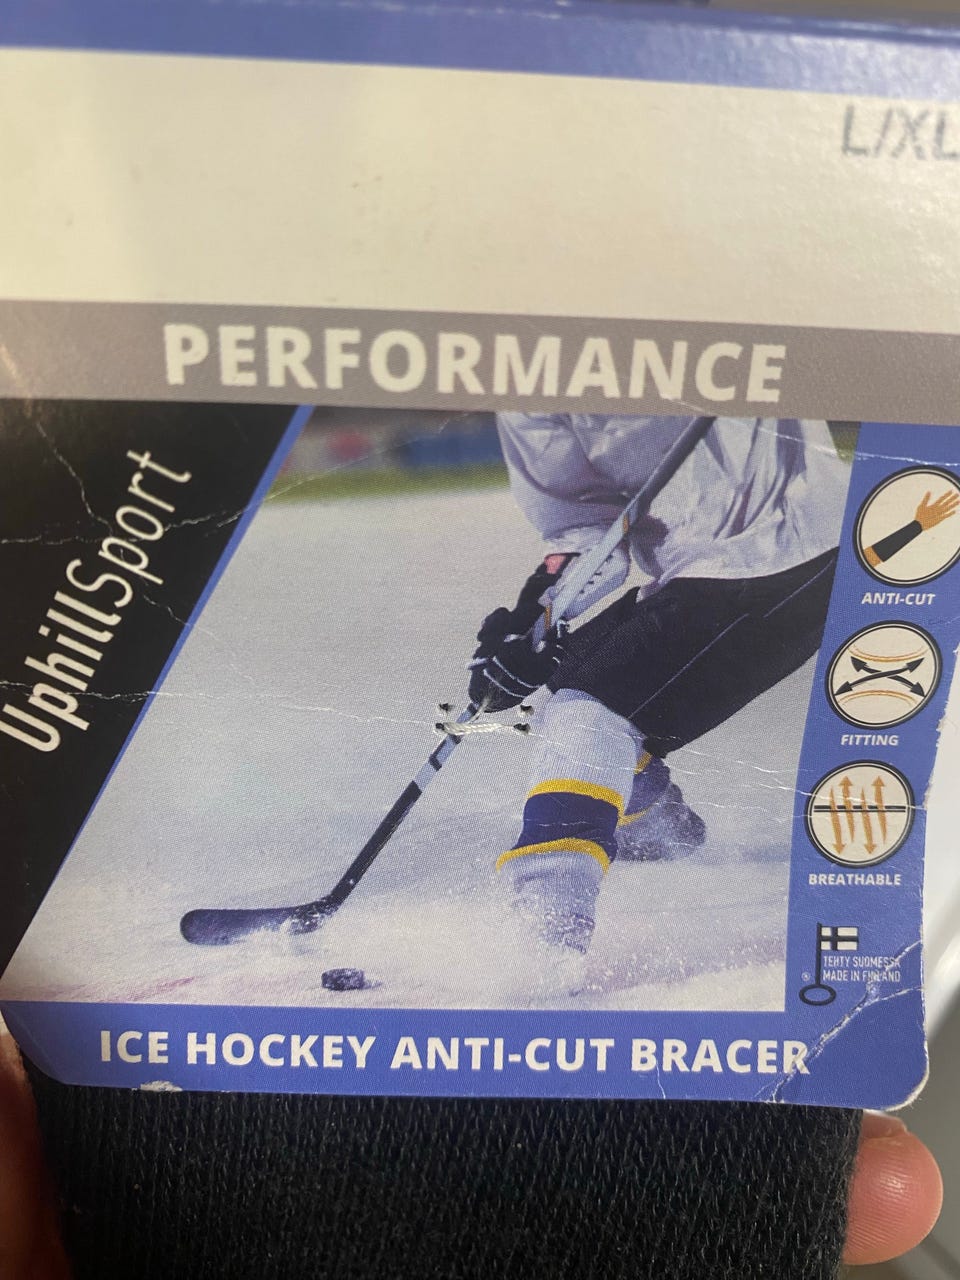 L/XL
PERFORMANCE
UphillSport
ANTI-CUT
FITTING
BREATHABLE
TEHTY SUOMESSA
MADE IN FINLAND
ICE HOCKEY ANTI-CUT BRACER